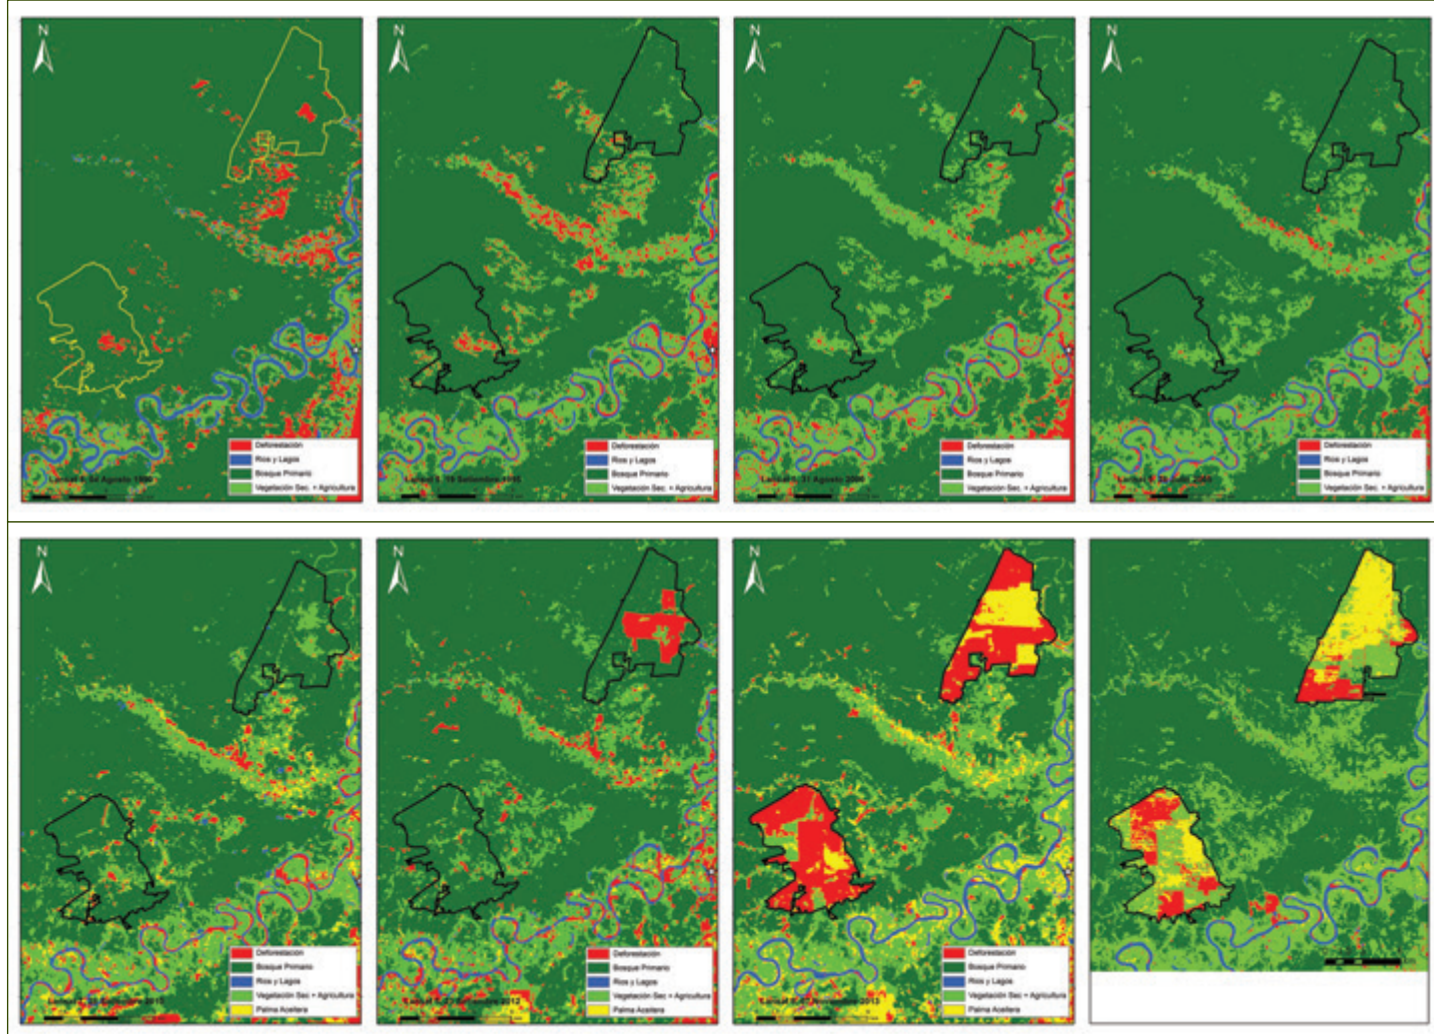 N
N
N
N
Deforestación
Ríos y Lagos
Bosque Primario
Vegetación Sec. + Agricultura
Deforestación
Ríos y Lagos
Bosque Primario
Vegetación Sec. + Agricultura
Deforestación
Ríos y Lagos
Bosque Primario
Vegetación Sec. + Agricultura
Deforestación
Ríos y Lagos
Bosque Primario
Vegetación Sec. + Agricultura
N
N
N
Deforestación
Bosque Primario
Ríos y Lagos
Vegetación Sec. + Agricultura
Palma Aceitera
Deforestación
Bosque Primario
Ríos y Lagos
Vegetación Sec. + Agricultura
Palma Aceitera
Deforestación
Bosque Primario
Ríos y Lagos
Vegetación Sec. + Agricultura
Palma Aceitera